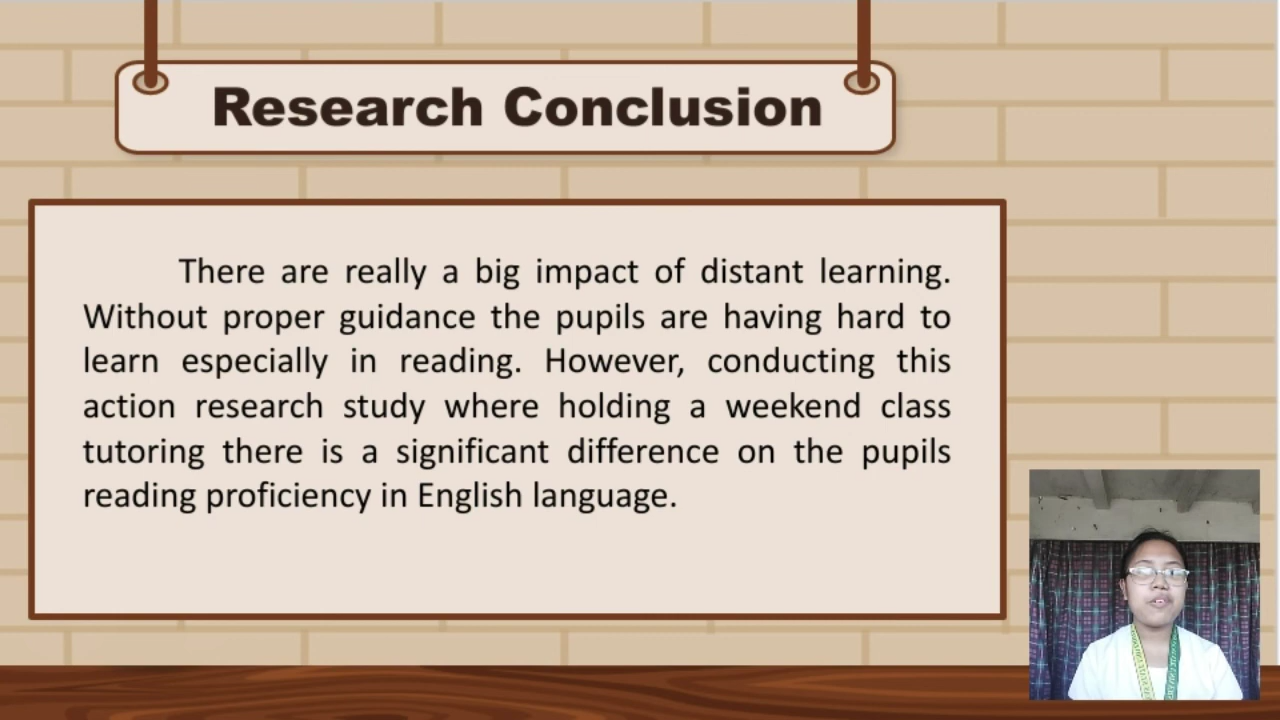 Research Conclusion
There are really a big impact of distant learning.
Without proper guidance the pupils are having hard to
learn especially in reading. However, conducting this
action research study where holding a weekend class
tutoring there is a significant difference on the pupils
reading proficiency in English language.